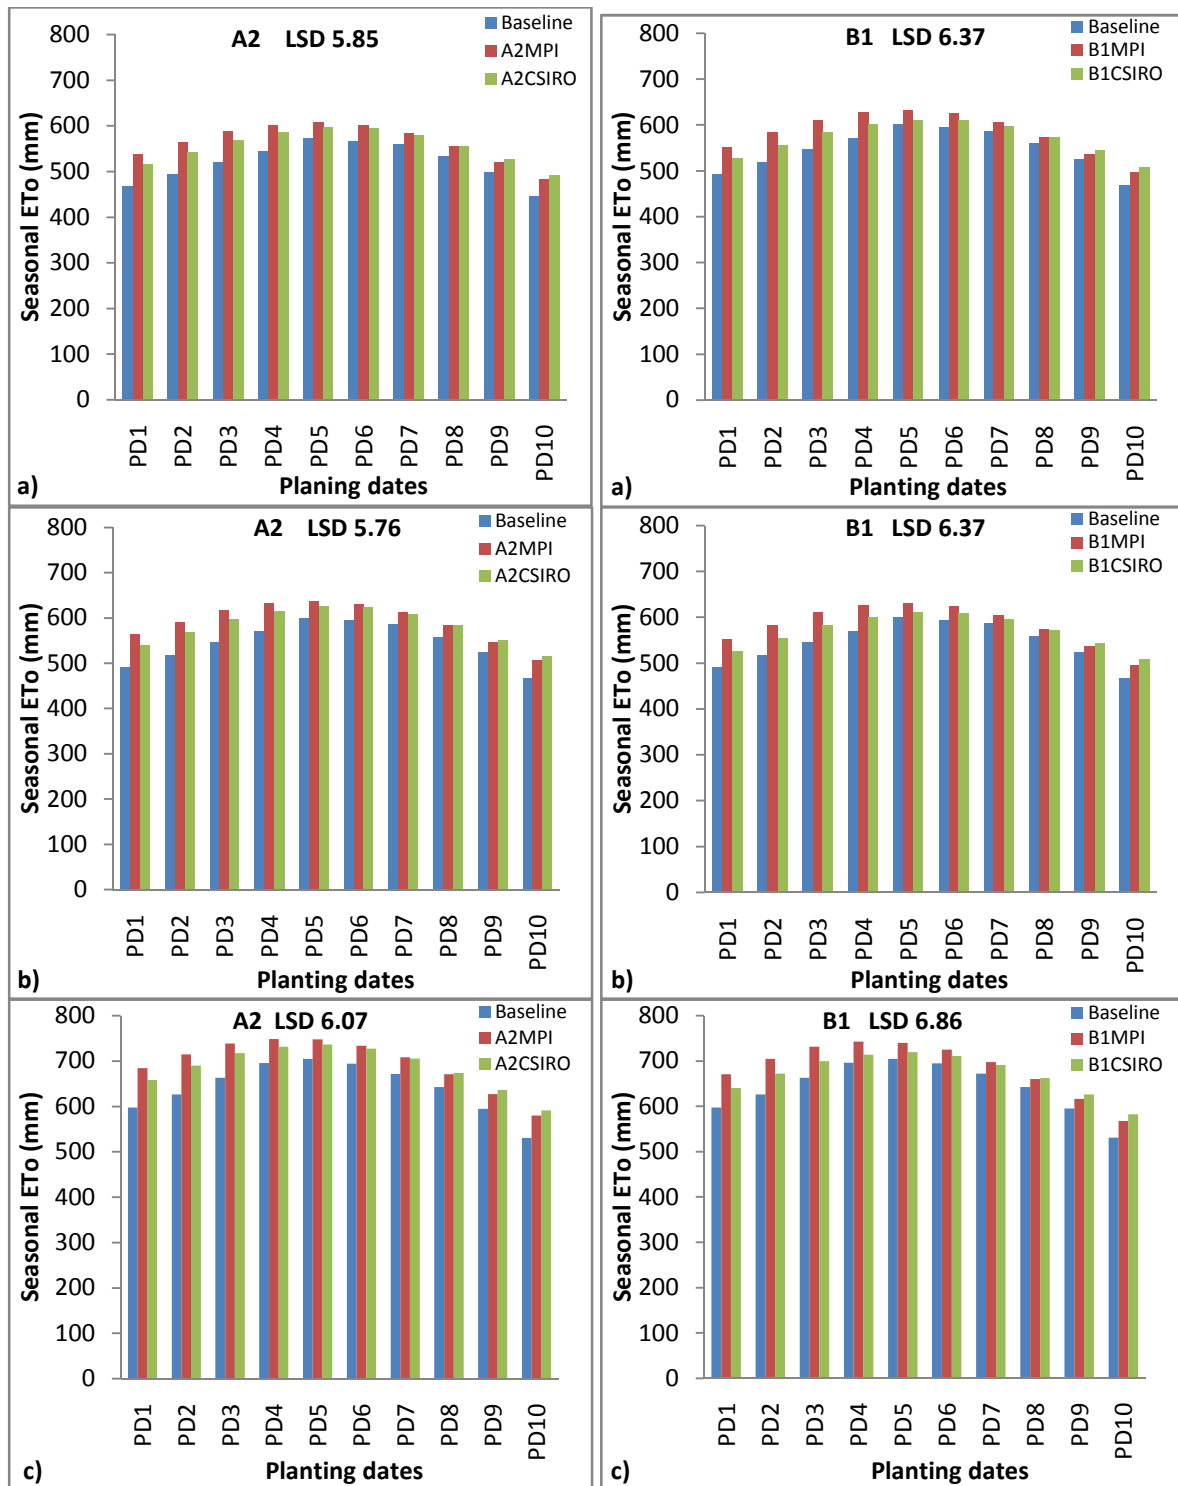 A2 LSD 5.85
Baseline
A2MPI
A2CSIRO
Seasonal ETo (mm)
800
700
600
500
400
300
200
100
0
PD1 PD2 PD3 PD4 PD5 PD6 PD7 PD8 PD9 PD10
a) Planing dates
B1 LSD 6.37
Baseline
B1MPI
B1CSIRO
Seasonal ETo (mm)
800
700
600
500
400
300
200
100
0
PD1 PD2 PD3 PD4 PD5 PD6 PD7 PD8 PD9 PD10
a) Planting dates
A2 LSD 5.76
Baseline
A2MPI
A2CSIRO
Seasonal ETo (mm)
800
700
600
500
400
300
200
100
0
PD1 PD2 PD3 PD4 PD5 PD6 PD7 PD8 PD9 PD10
b) Planting dates
B1 LSD 6.37
Baseline
B1MPI
B1CSIRO
Seasonal ETo (mm)
800
700
600
500
400
300
200
100
0
PD1 PD2 PD3 PD4 PD5 PD6 PD7 PD8 PD9 PD10
b) Planting dates
A2 LSD 6.07
Baseline
A2MPI
A2CSIRO
Seasonal ETo (mm)
800
700
600
500
400
300
200
100
0
PD1 PD2 PD3 PD4 PD5 PD6 PD7 PD8 PD9 PD10
c) Planting dates
B1 LSD 6.86
Baseline
B1MPI
B1CSIRO
Seasonal ETo (mm)
800
700
600
500
400
300
200
100
0
PD1 PD2 PD3 PD4 PD5 PD6 PD7 PD8 PD9 PD10
c) Planting dates